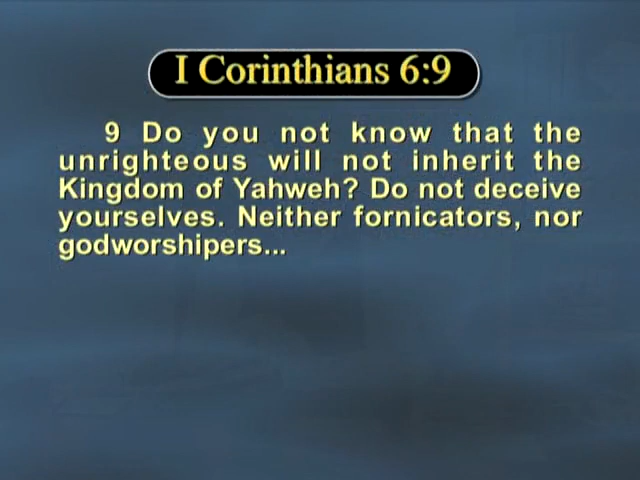 I Corinthians 6:9
9 Do you not know that the
unrighteous will not inherit the
Kingdom of Yahweh? Do not deceive
yourselves. Neither fornicators, nor
godworshipers...